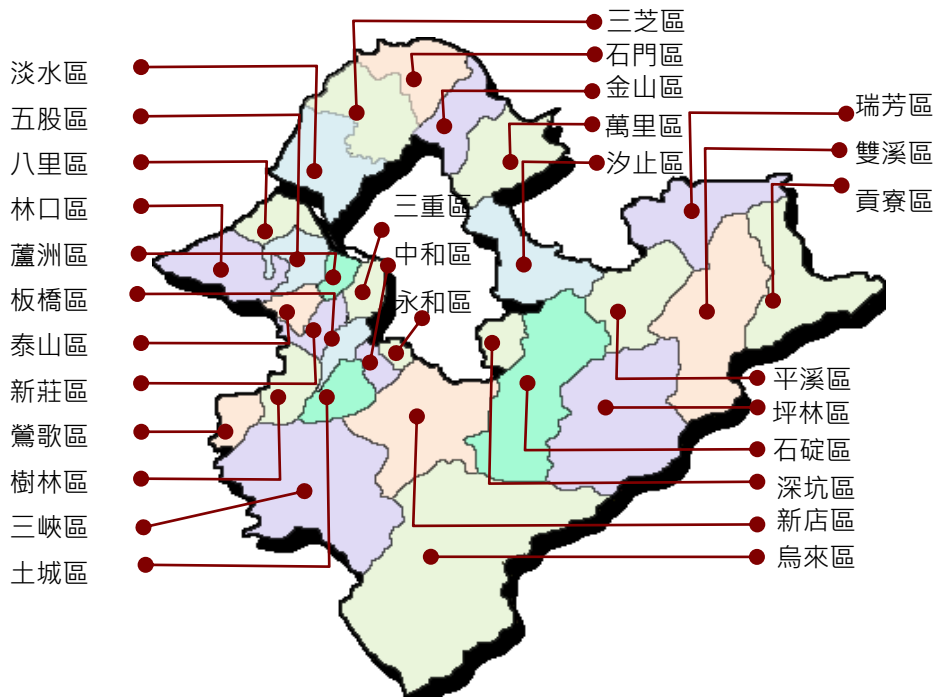 三芝區
石門區
金山區
萬里區
汐止區
瑞芳區
雙溪區
貢寮區
淡水區
五股區
八里區
林口區
蘆洲區
板橋區
泰山區
新莊區
鶯歌區
樹林區
三峽區
土城區
三重區
中和區
永和區
平溪區
坪林區
石碇區
深坑區
新店區
烏來區